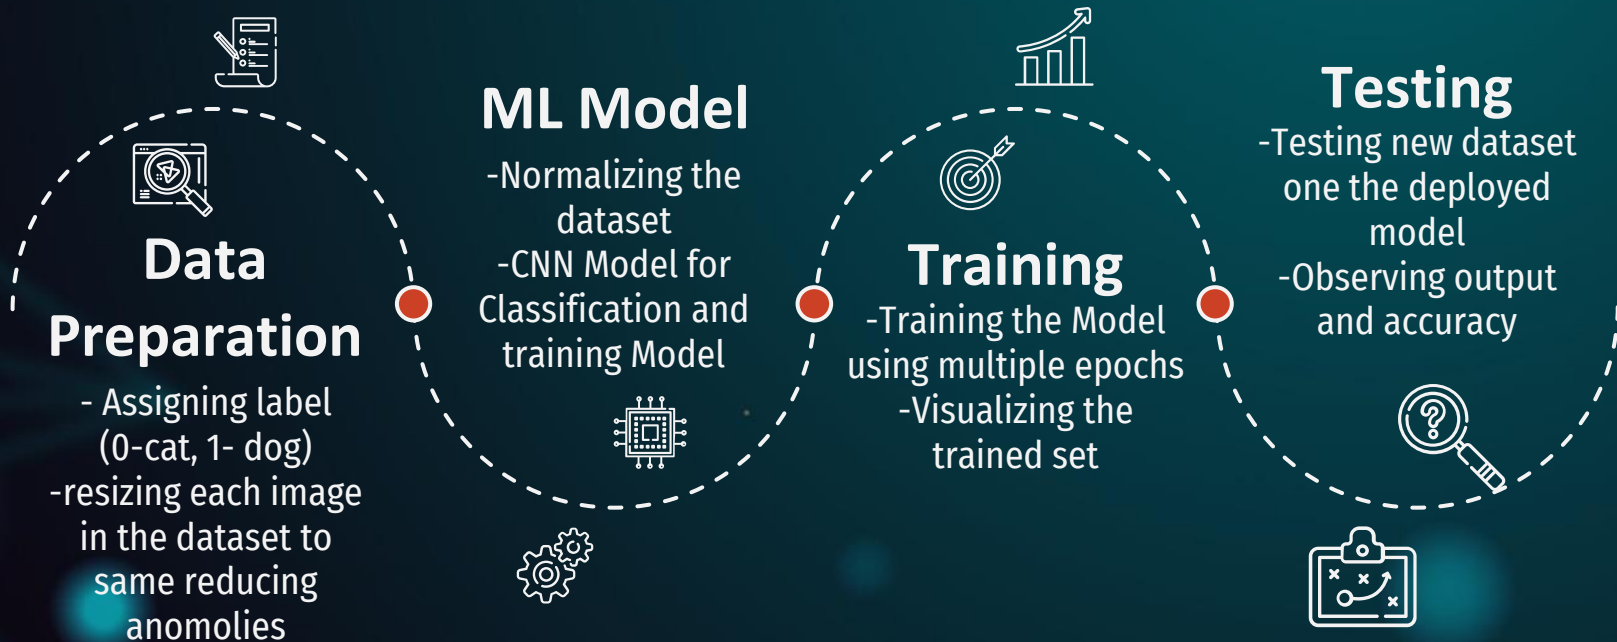 Data
Preparation
- Assigning label
(0-cat, 1- dog)
-resizing each image
in the dataset to
same reducing
anomolies
ML Model
-Normalizing the
dataset
-CNN Model for
Classification and
training Model
Training
-Training the Model
using multiple epochs
-Visualizing the
trained set
Testing
-Testing new dataset
one the deployed
model
-Observing output
and accuracy